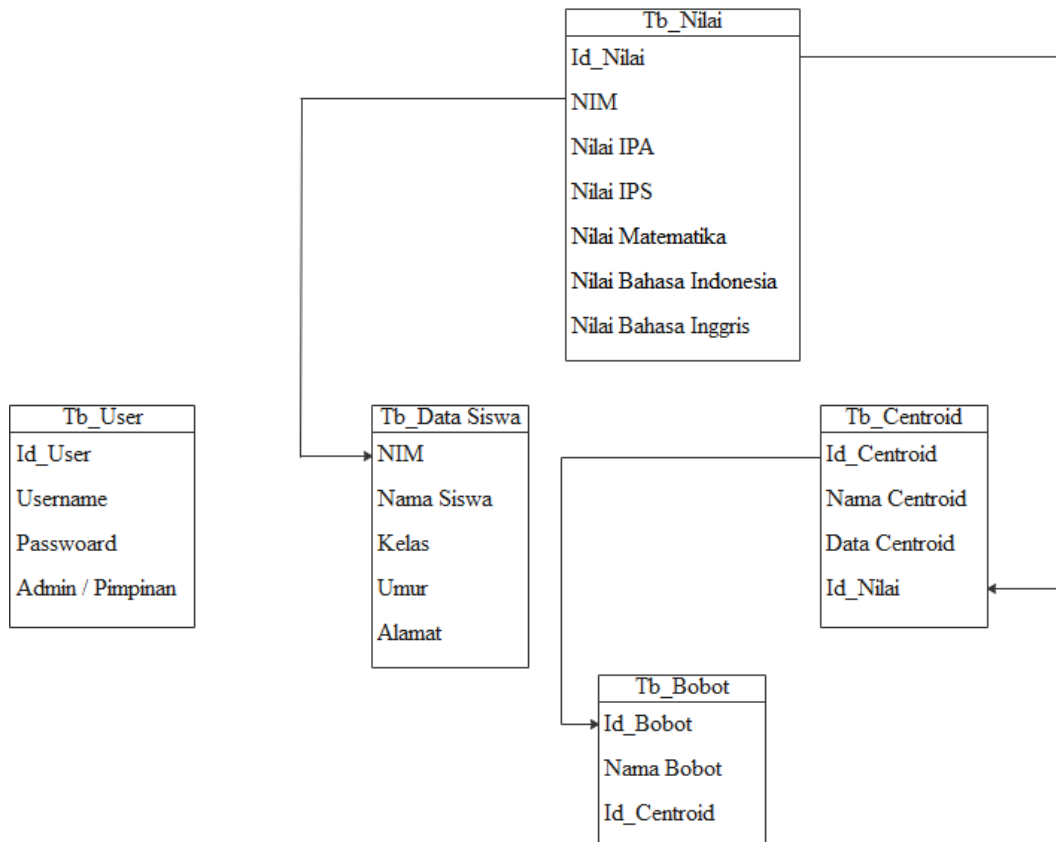 Tb_Nilai
Id_Nilai
NIM
Nilai IPA
Nilai IPS
Nilai Matematika
Nilai Bahasa Indonesia
Nilai Bahasa Inggris
Tb_User
Id_User
Username
Passwoard
Admin / Pimpinan
Tb_Data Siswa
NIM
Nama Siswa
Kelas
Umur
Alamat
Tb_Centroid
Id_Centroid
Nama Centroid
Data Centroid
Id_Nilai
Tb_Bobot
Id_Bobot
Nama Bobot
Id_Centroid